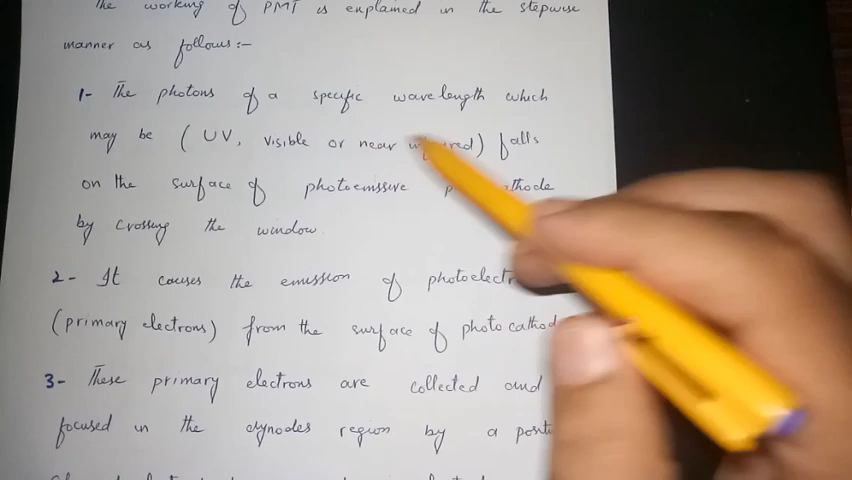 The working of PMT is explained in the stepwise
manner as follows:-
1- The photons of a specific wavelength which
may be (UV, visible or near infrared) falls
on the surface of photoemissive
by crossing the window.
2- It causes the emission of
(primary electrons) from the surface of
3- These primary electrons are collected and
focused in the dynodes region by a